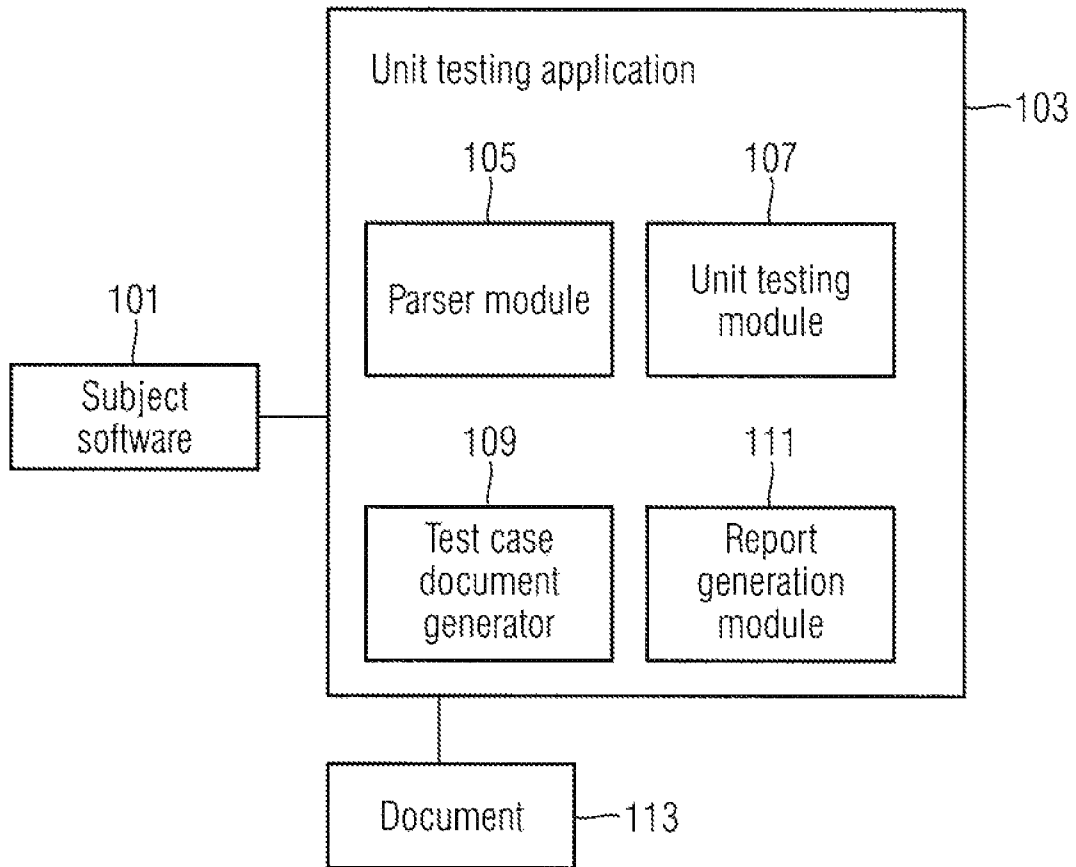 Unit testing application
103
105
107
Parser module
Unit testing
module
101
Subject
software
109
111
Test case
document
generator
Report
generation
module
Document
113